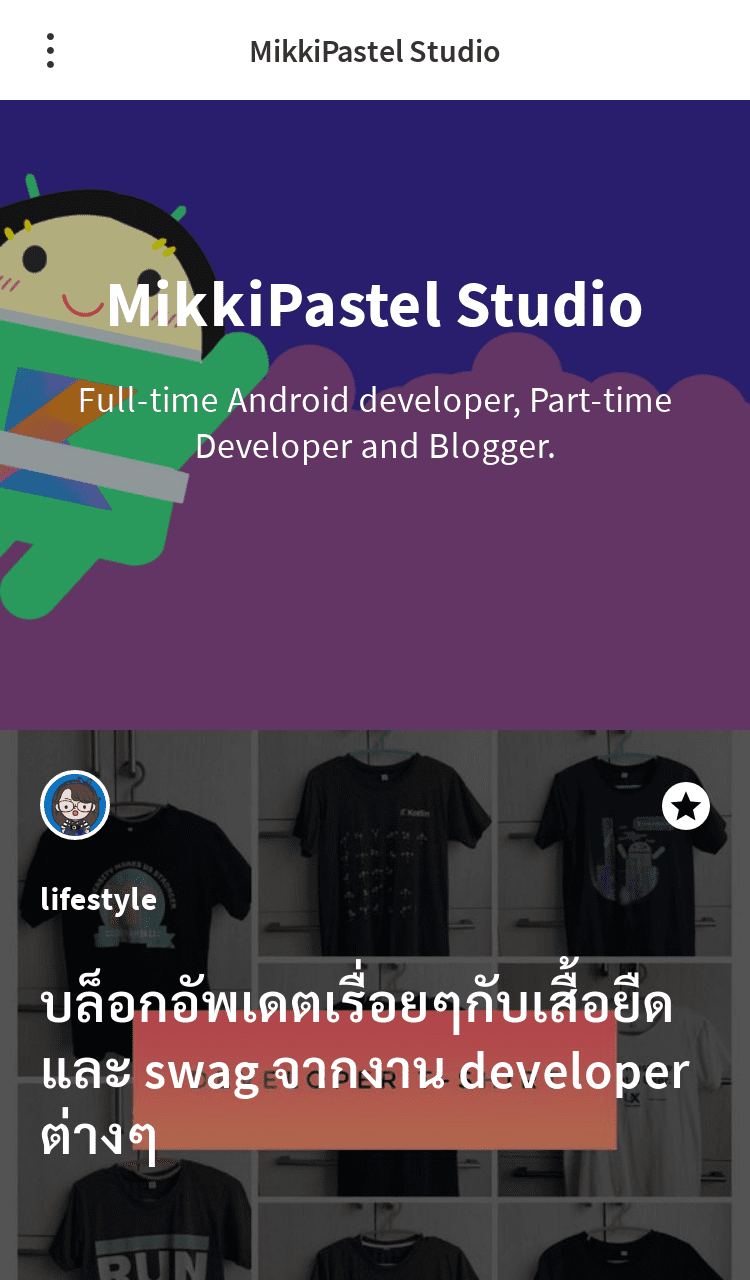 MikkiPastel Studio
MikkiPastel Studio
Full-time Android developer, Part-time
Developer and Blogger.
lifestyle
บล็อกอัพเดตเรื่อยๆกับเสื้อยืด
และ swag จากงาน developer
ต่างๆ
Kotlin
RUN